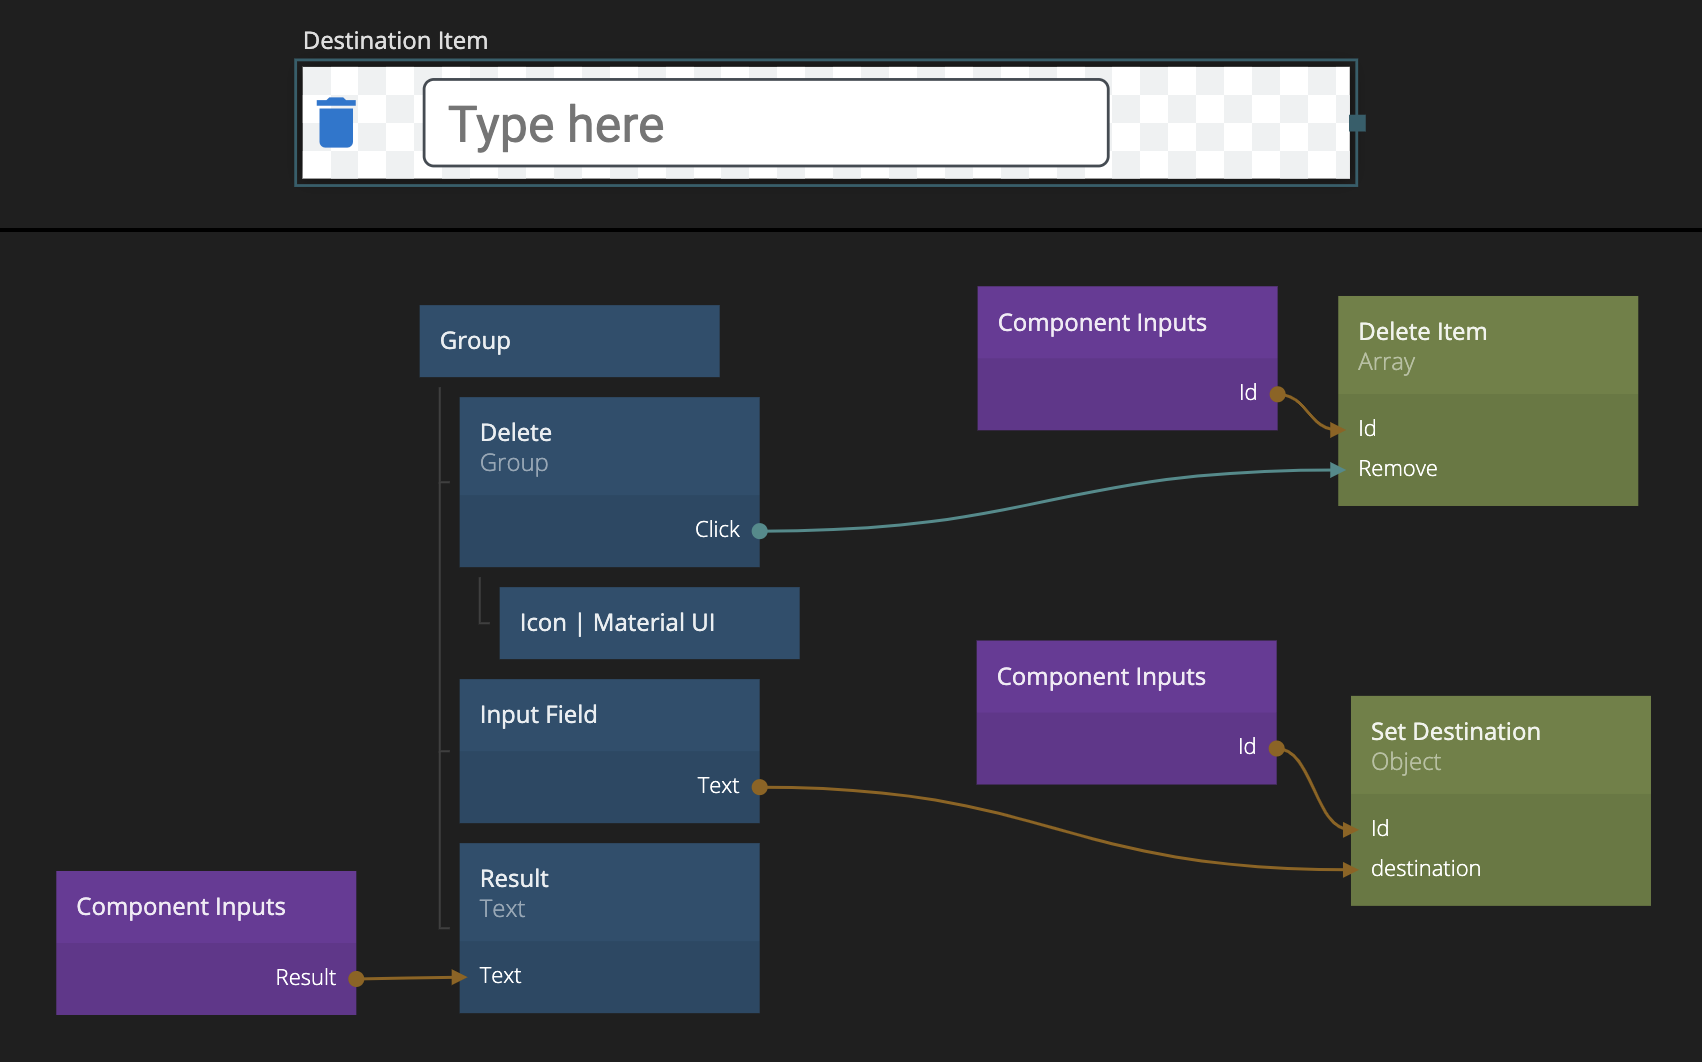 Destination Item
Type here
Group
Delete
Group
Click
Icon | Material UI
Input Field
Text
Result
Text
Text
Component Inputs
Result
Component Inputs
Id
Delete Item
Array
Id
Remove
Component Inputs
Id
Set Destination
Object
Id
destination